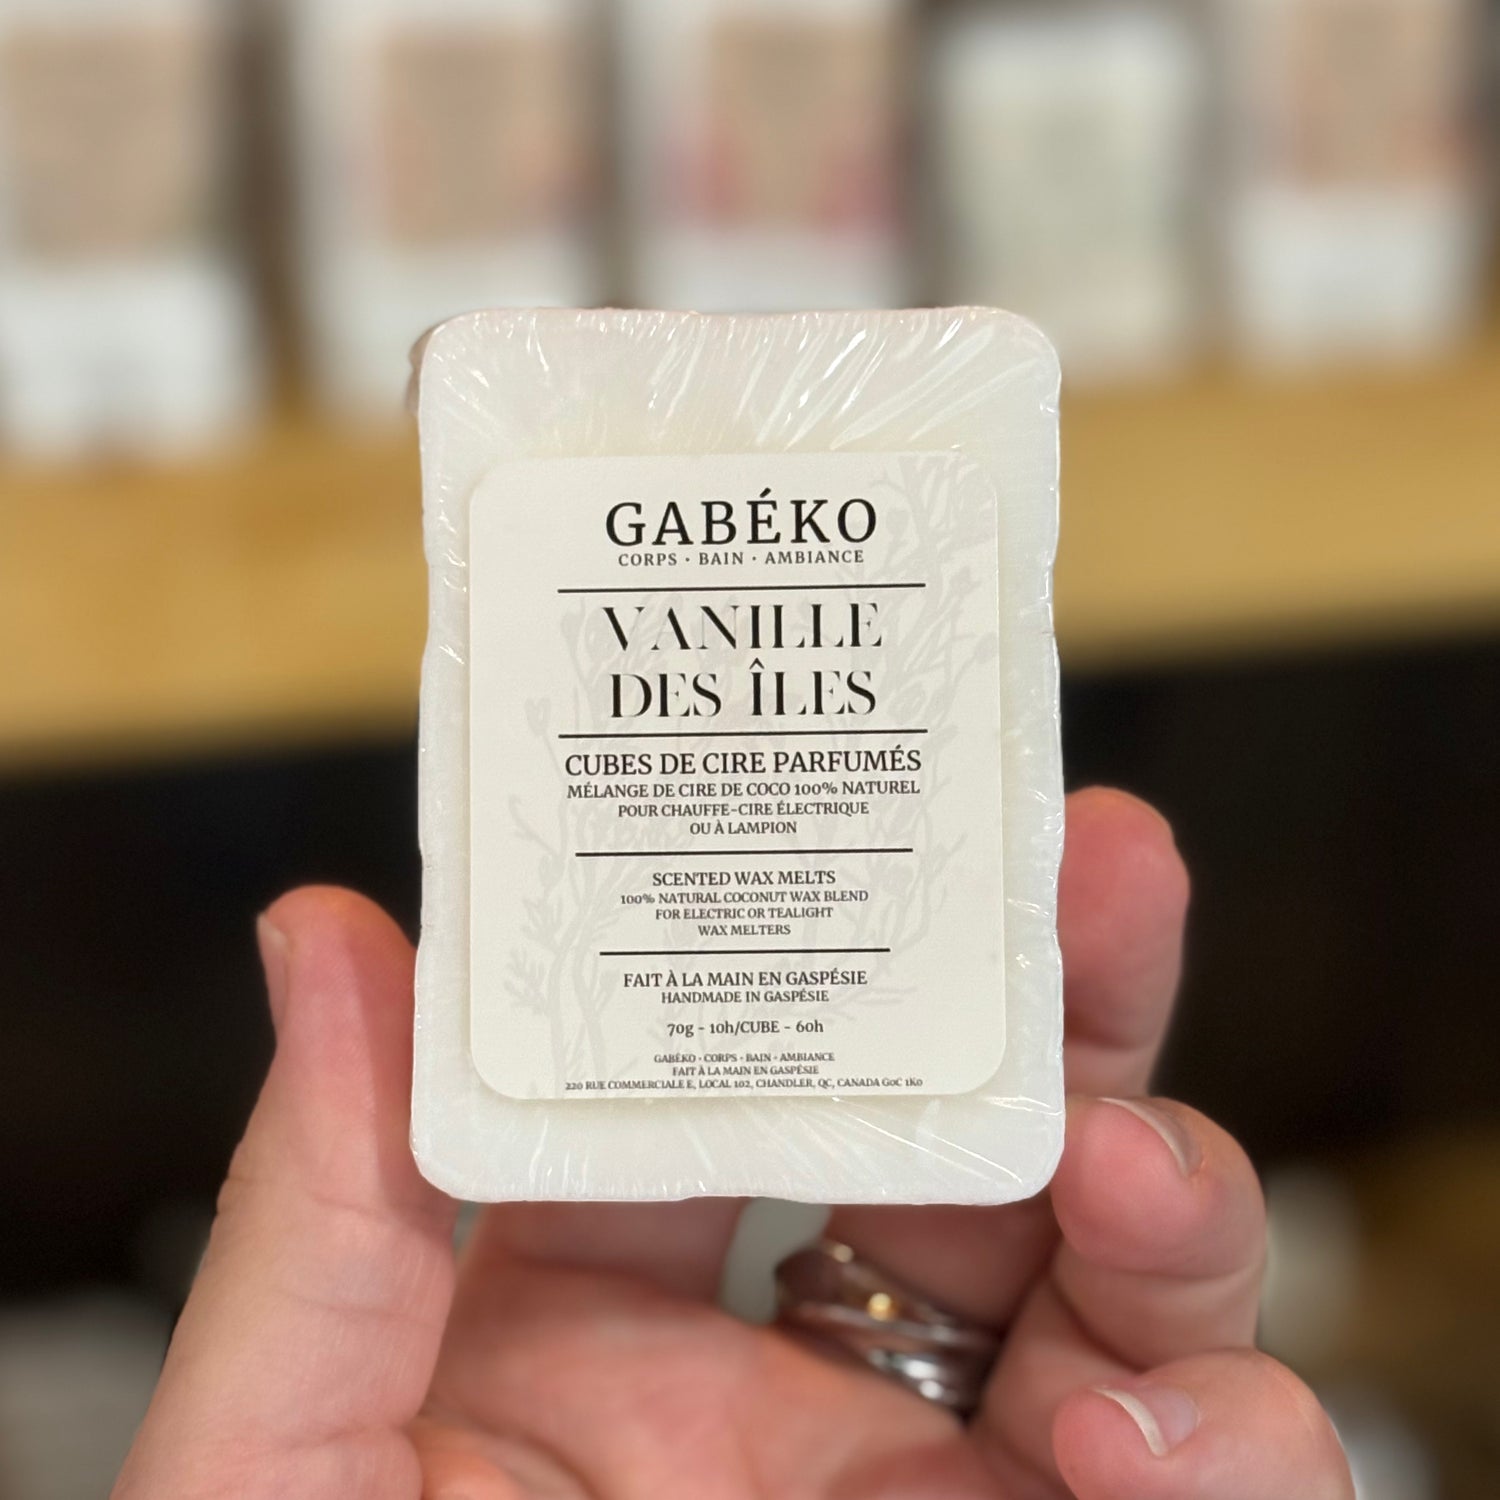 GABÉKO
CORPS · BAIN · AMBIANCE
VANILLE
DES ÎLES
CUBES DE CIRE PARFUMÉS
MÉLANGE DE CIRE DE COCO 100% NATUREL
POUR CHAUFFE-CIRE ÉLECTRIQUE
OU À LAMPION
SCENTED WAX MELTS
100% NATURAL COCONUT WAX BLEND
FOR ELECTRIC OR TEALIGHT
WAX MELTERS
FAIT À LA MAIN EN GASPÉSIE
HANDMADE IN GASPÉSIE
70g - 10h/CUBE - 60h
GABÉKO · CORPS · BAIN · AMBIANCE
FAIT À LA MAIN EN GASPÉSIE
220 RUE COMMERCIALE E, LOCAL 102, CHANDLER, QC, CANADA G0C 1K0